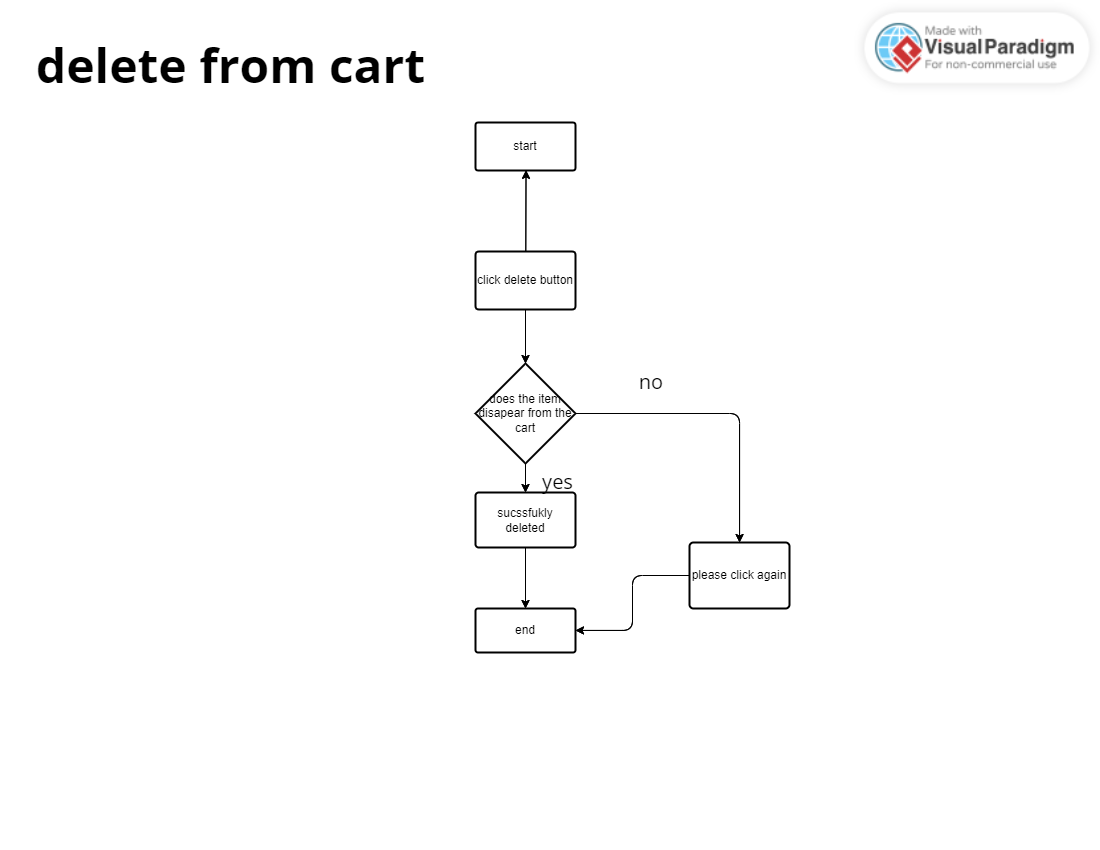 delete from cart
Made with
Visual Paradigm
For non-commercial use
start
click delete button
does the item
disapear from the
cart
no
yes
sucssfukly
deleted
please click again
end